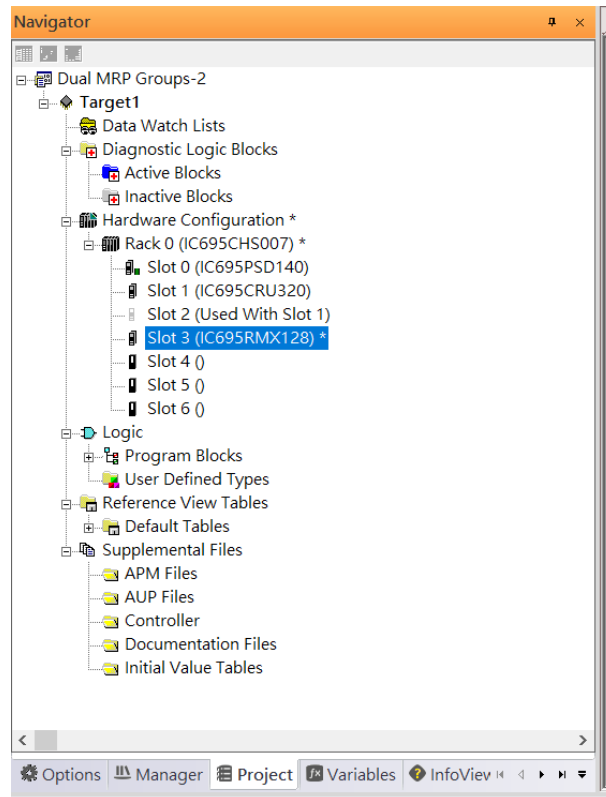 Navigator
Dual MRP Groups-2
Target1
Data Watch Lists
Diagnostic Logic Blocks
Active Blocks
Inactive Blocks
Hardware Configuration *
Rack 0 (IC695CHS007) *
Slot 0 (IC695PSD140)
Slot 1 (IC695CRU320)
Slot 2 (Used With Slot 1)
Slot 3 (IC695RMX128) *
Slot 4 ()
Slot 5 ()
Slot 6 ()
Logic
Program Blocks
User Defined Types
Reference View Tables
Default Tables
Supplemental Files
APM Files
AUP Files
Controller
Documentation Files
Initial Value Tables
Options Manager Project Variables InfoView